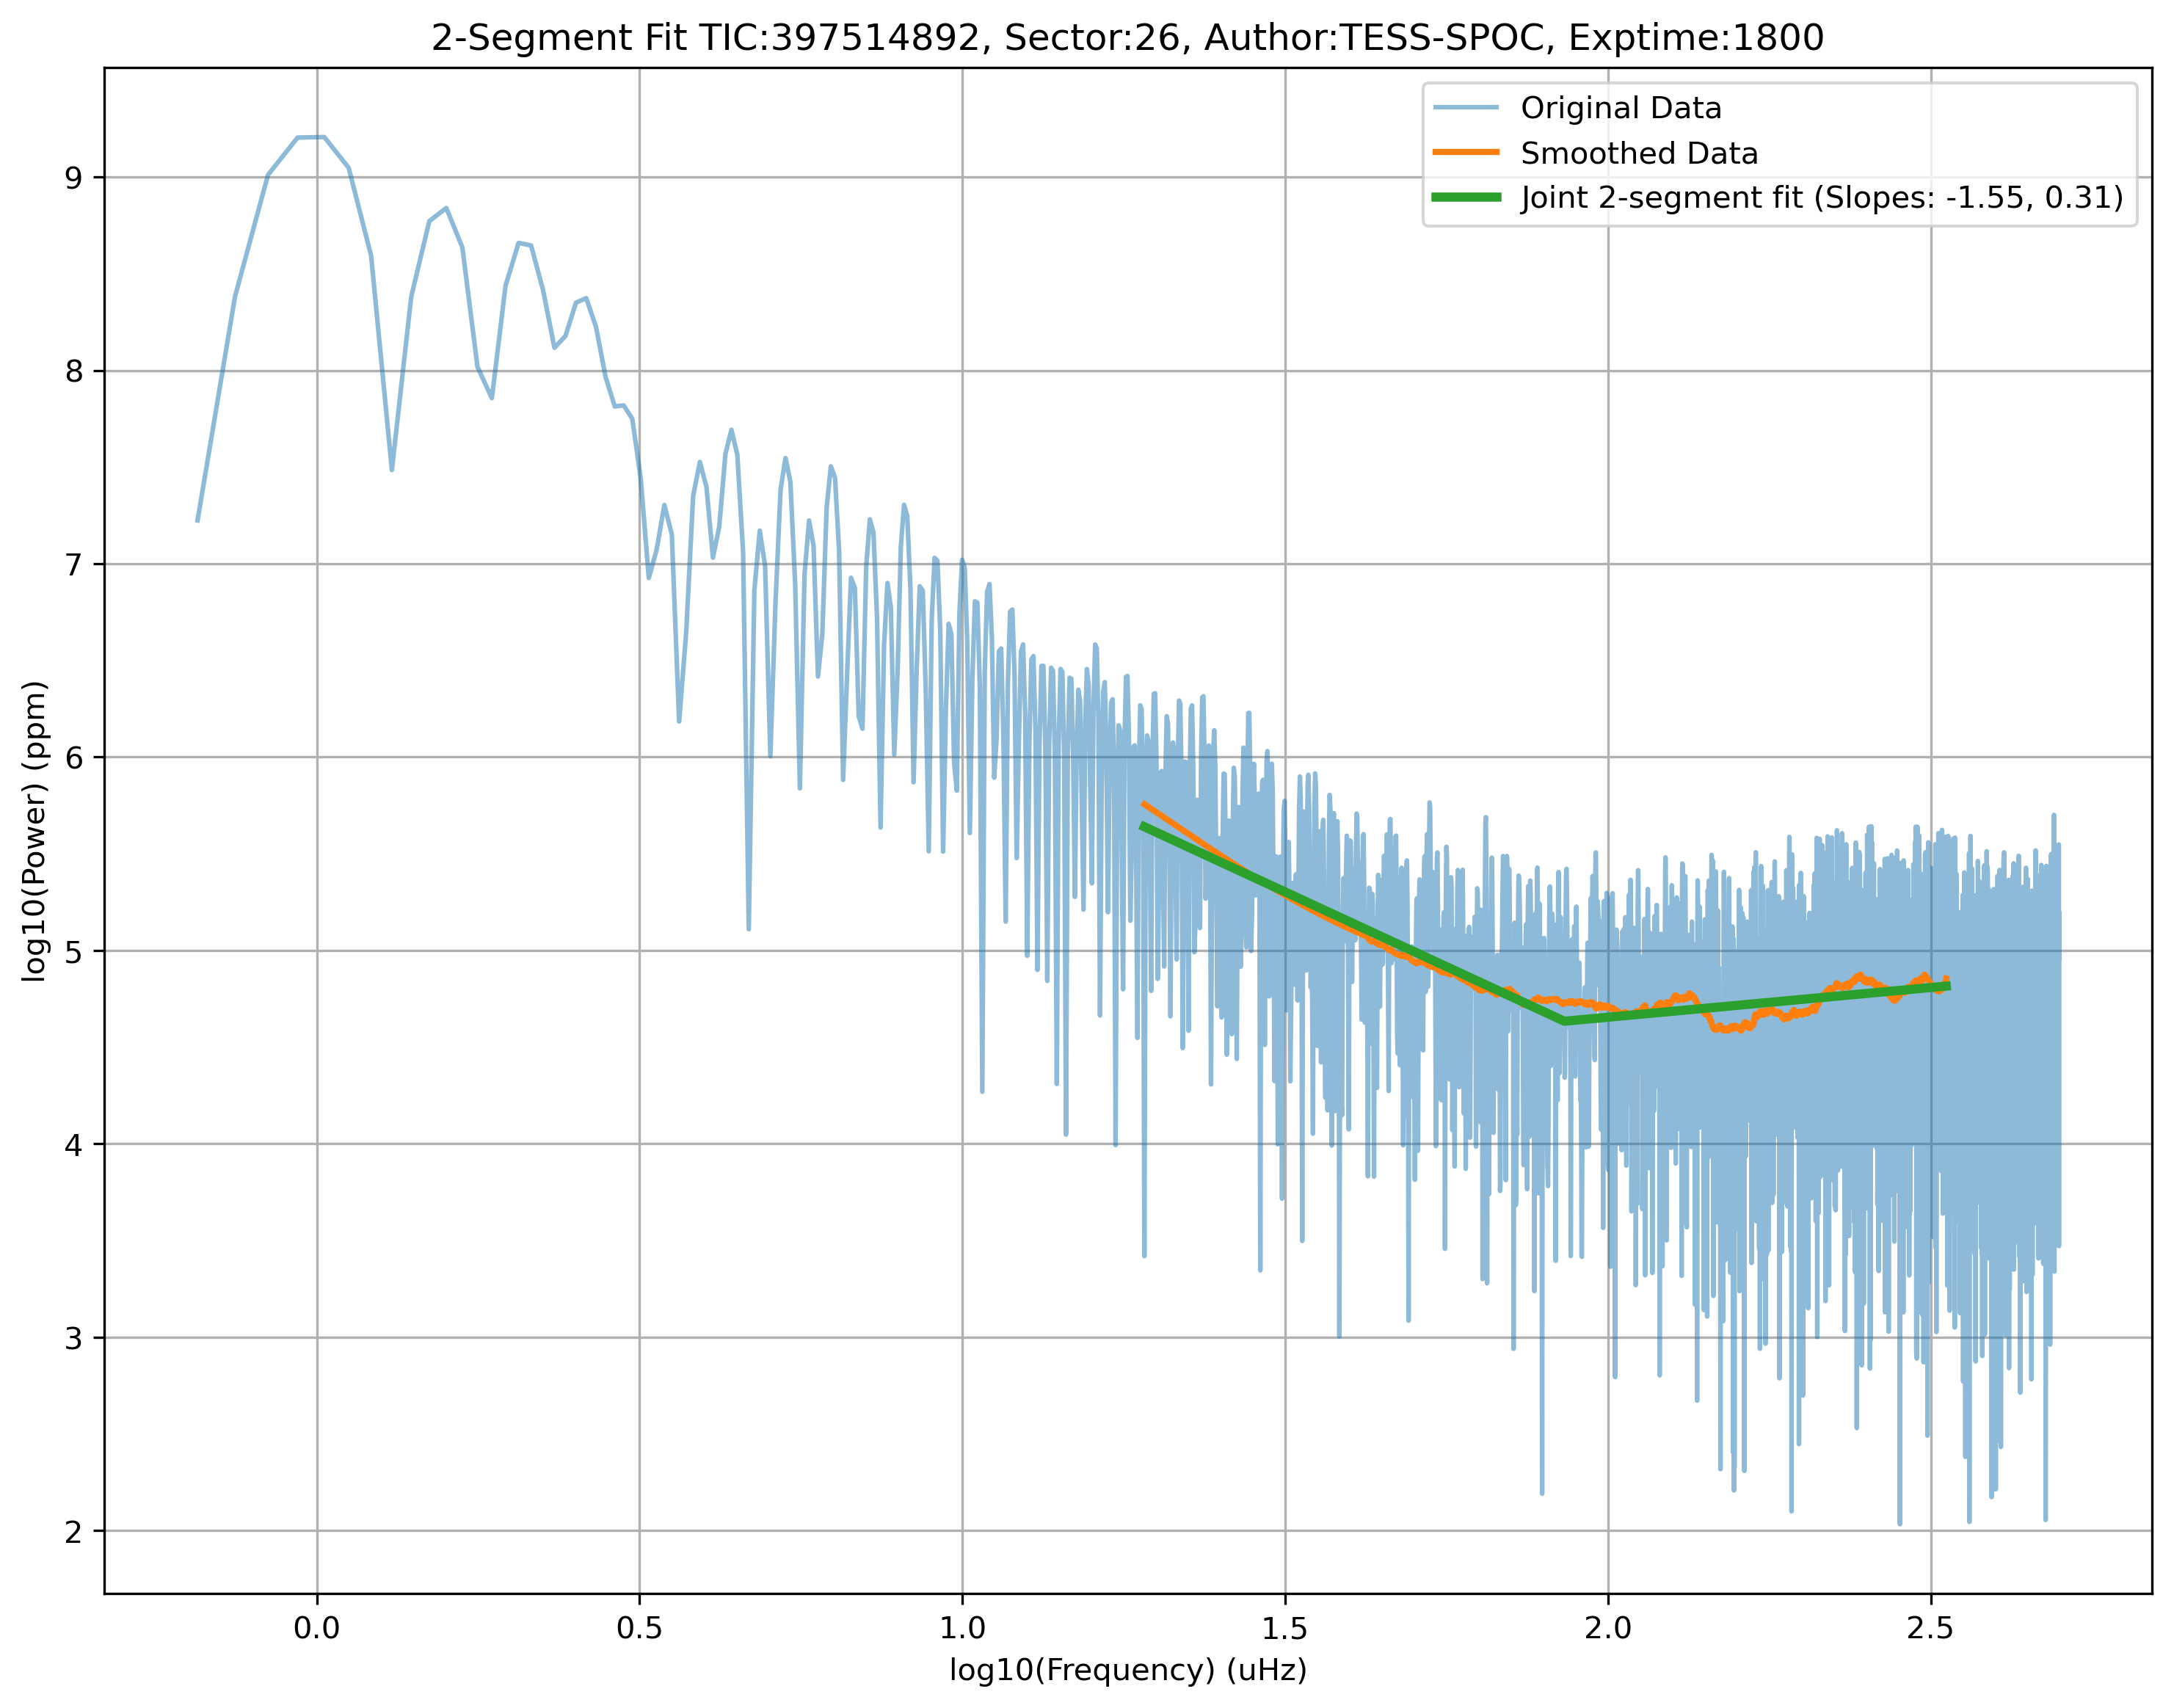 2-Segment Fit TIC:397514892, Sector:26, Author:TESS-SPOC, Exptime:1800
Original Data
Smoothed Data
Joint 2-segment fit (Slopes: -1.55, 0.31)
log10(Power) (ppm)
9
8
7
6
5
4
3
2
0.0 0.5 1.0 1.5 2.0 2.5
log10(Frequency) (uHz)